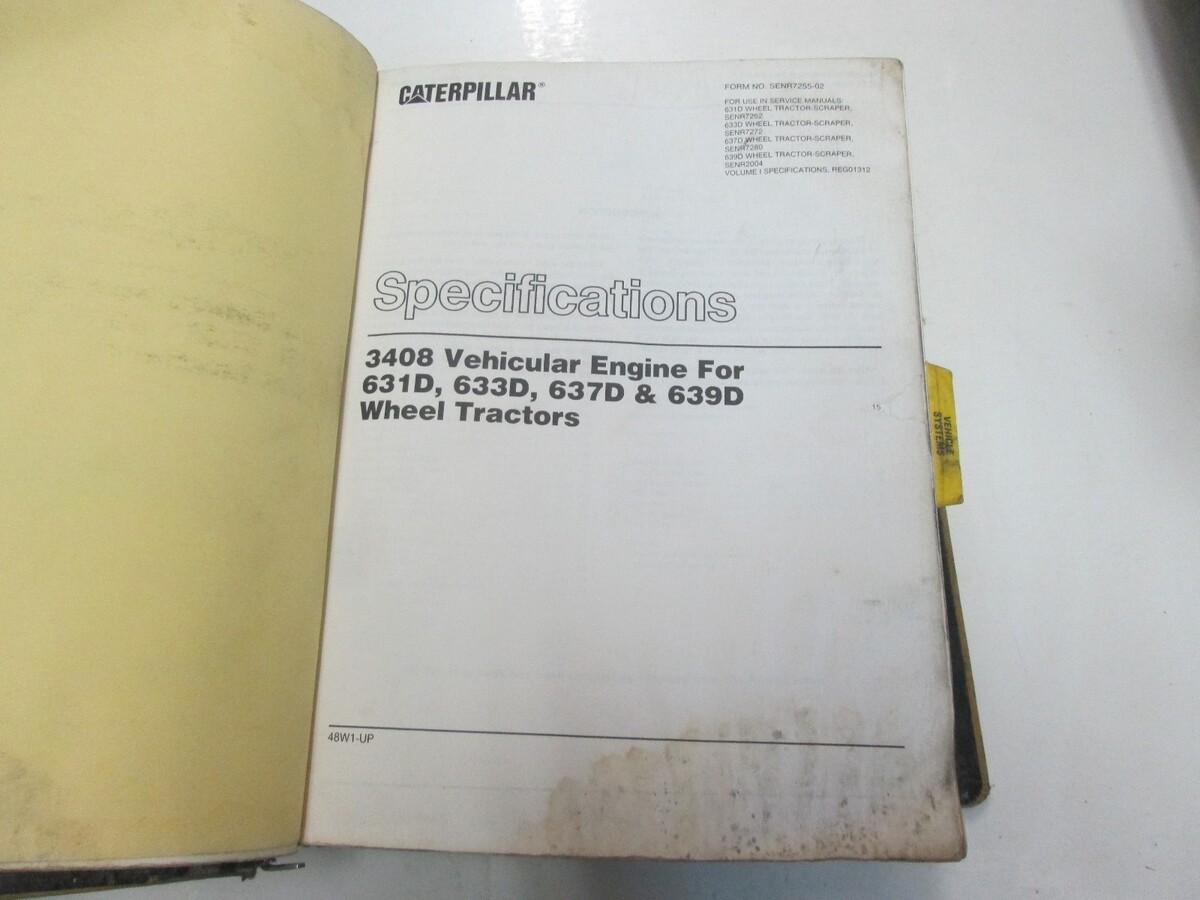 CATERPILLAR®
FORM NO. SENR7255-02
FOR USE IN SERVICE MANUALS:
631D WHEEL TRACTOR-SCRAPER,
SENR7262
633D WHEEL TRACTOR-SCRAPER,
SENR7272
637D WHEEL TRACTOR-SCRAPER,
SENR7280
639D WHEEL TRACTOR-SCRAPER,
SENR2004
VOLUME I SPECIFICATIONS, REG01312
Specifications
3408 Vehicular Engine For
631D, 633D, 637D & 639D
Wheel Tractors
15
VEHICLE
SYSTEMS
48W1-UP